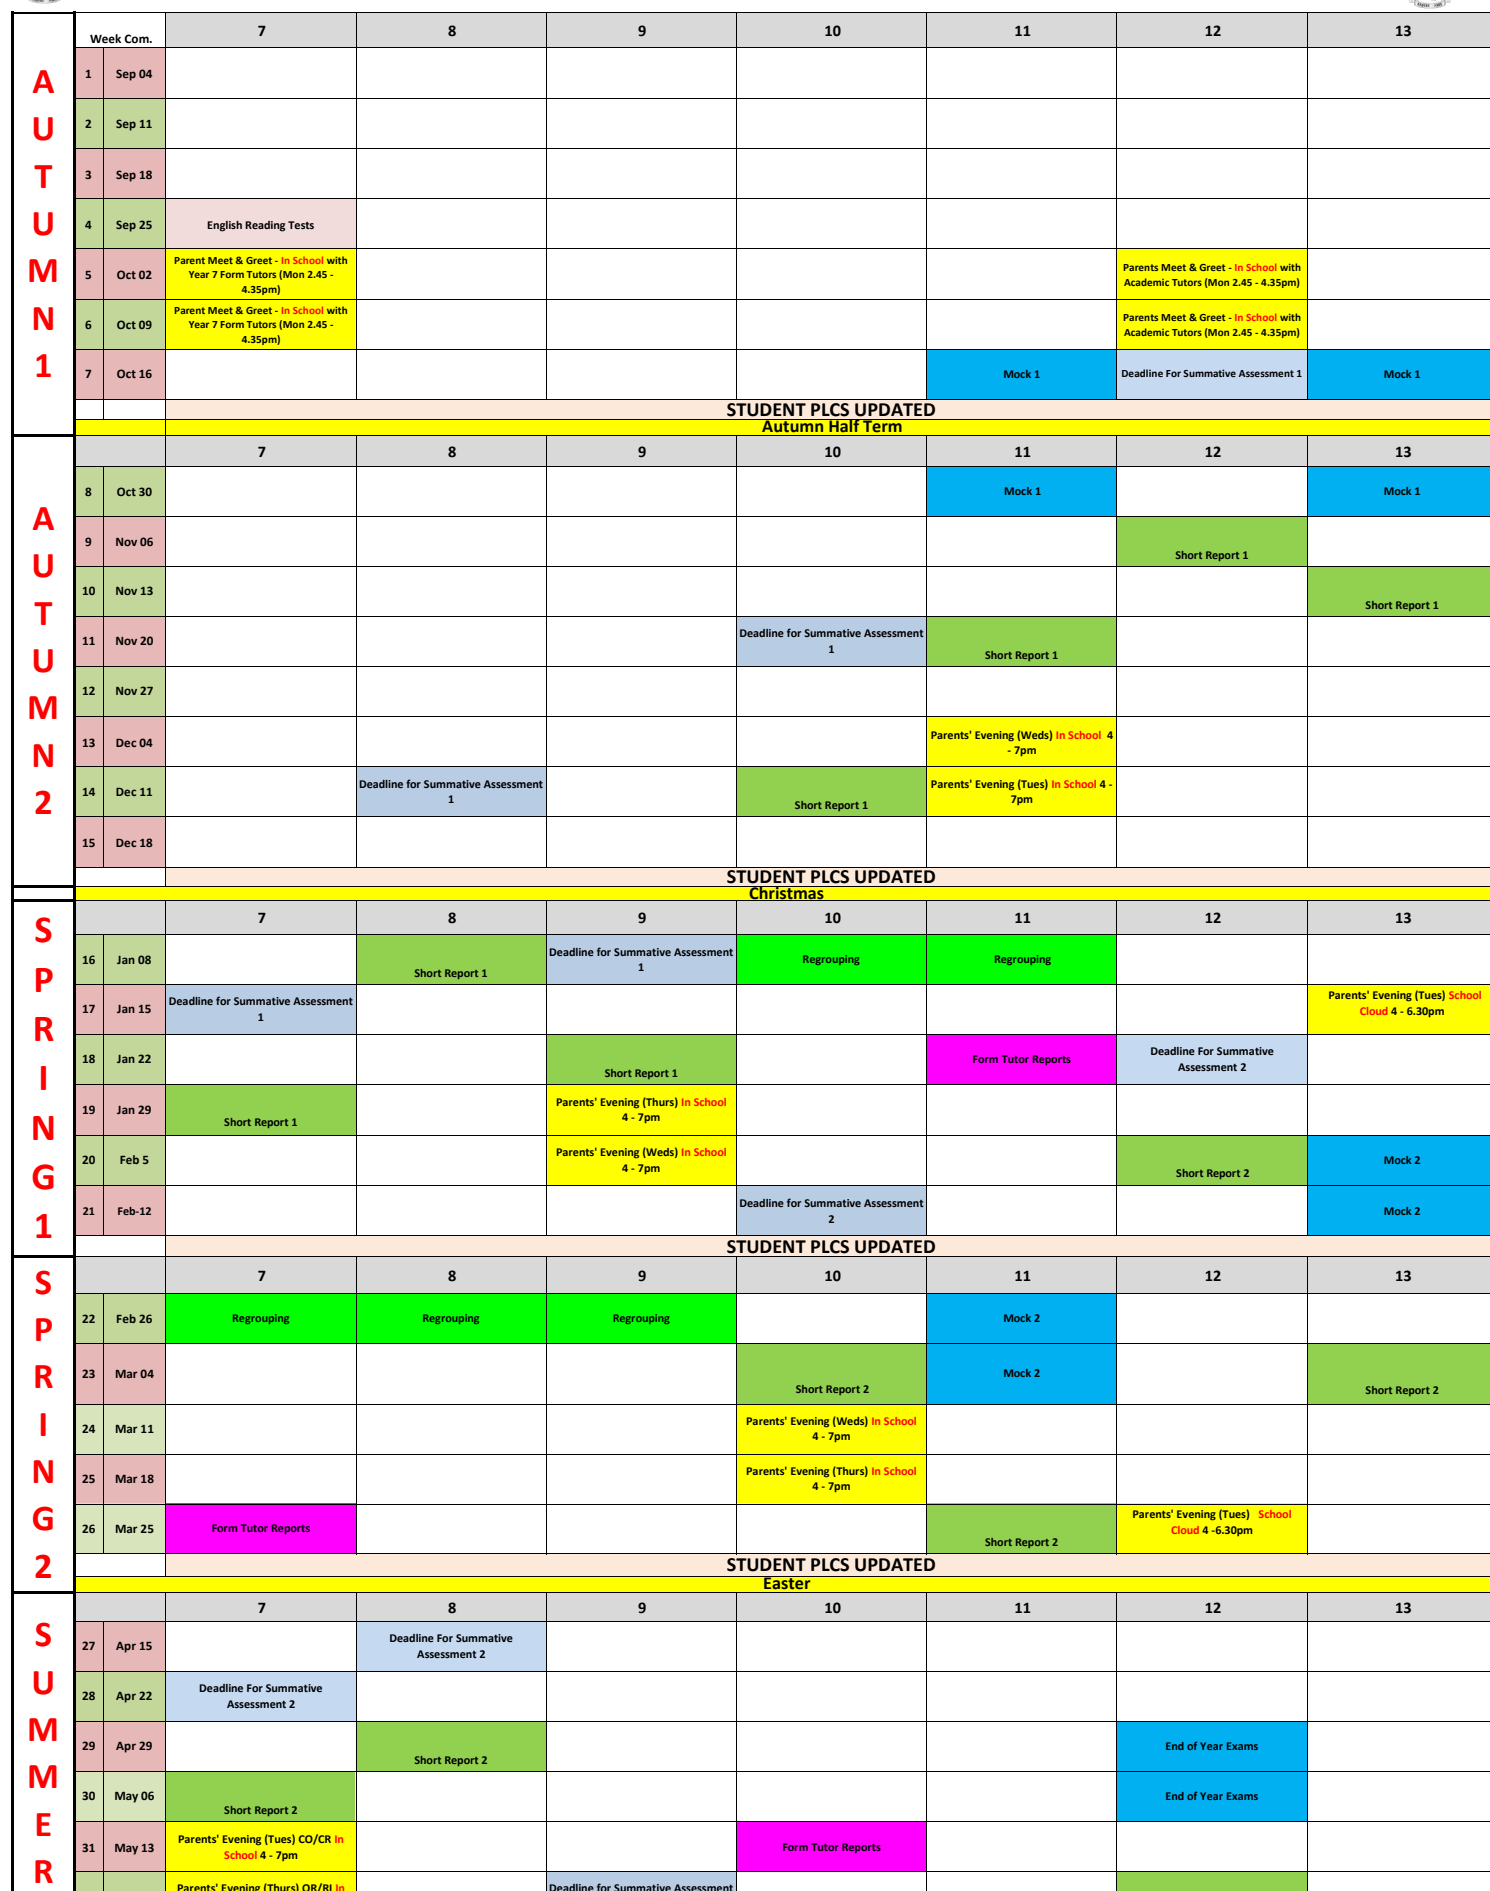 Week Com.
7 8 9 10 11 12 13
AUTUMN1
1 Sep 04
2 Sep 11
3 Sep 18
4 Sep 25 English Reading Tests
5 Oct 02
Parent Meet & Greet - In School with
Year 7 Form Tutors (Mon 2.45 -
4.35pm)
Parents Meet & Greet - In School with
Academic Tutors (Mon 2.45 - 4.35pm)
6 Oct 09
Parent Meet & Greet - In School with
Year 7 Form Tutors (Mon 2.45 -
4.35pm)
Parents Meet & Greet - In School with
Academic Tutors (Mon 2.45 - 4.35pm)
7 Oct 16 Mock 1 Deadline For Summative Assessment 1 Mock 1
STUDENT PLCS UPDATED
Autumn Half Term
7 8 9 10 11 12 13
AUTUMN2
8 Oct 30 Mock 1 Mock 1
9 Nov 06 Short Report 1
10 Nov 13 Short Report 1
11 Nov 20
Deadline for Summative Assessment
1
Short Report 1
12 Nov 27
13 Dec 04
Parents' Evening (Weds) In School 4
- 7pm
14 Dec 11
Deadline for Summative Assessment
1
Short Report 1
Parents' Evening (Tues) In School 4 -
7pm
15 Dec 18
STUDENT PLCS UPDATED
Christmas
7 8 9 10 11 12 13
SPRING1
16 Jan 08
Short Report 1
Deadline for Summative Assessment
1
Regrouping Regrouping
17 Jan 15
Deadline for Summative Assessment
1
Parents' Evening (Tues) School
Cloud 4 - 6.30pm
18 Jan 22
Short Report 1
Form Tutor Reports
Deadline For Summative
Assessment 2
19 Jan 29
Short Report 1
Parents' Evening (Thurs) In School
4 - 7pm
20 Feb 5
Parents' Evening (Weds) In School
4 - 7pm
Short Report 2
Mock 2
21 Feb-12
Deadline for Summative Assessment
2
Mock 2
STUDENT PLCS UPDATED
7 8 9 10 11 12 13
SPRING2
22 Feb 26 Regrouping Regrouping Regrouping Mock 2
23 Mar 04 Short Report 2 Mock 2 Short Report 2
24 Mar 11
Parents' Evening (Weds) In School
4 - 7pm
25 Mar 18
Parents' Evening (Thurs) In School
4 - 7pm
26 Mar 25
Form Tutor Reports
Short Report 2
Parents' Evening (Tues) School
Cloud 4 -6.30pm
STUDENT PLCS UPDATED
Easter
7 8 9 10 11 12 13
SUMMER
27 Apr 15
Deadline For Summative
Assessment 2
28 Apr 22
Deadline For Summative
Assessment 2
29 Apr 29 Short Report 2 End of Year Exams
30 May 06 Short Report 2 End of Year Exams
31 May 13
Parents' Evening (Tues) CO/CR In
School 4 - 7pm
Form Tutor Reports
Parents' Evening (Thurs) OR/RI In
Deadline for Summative Assessment